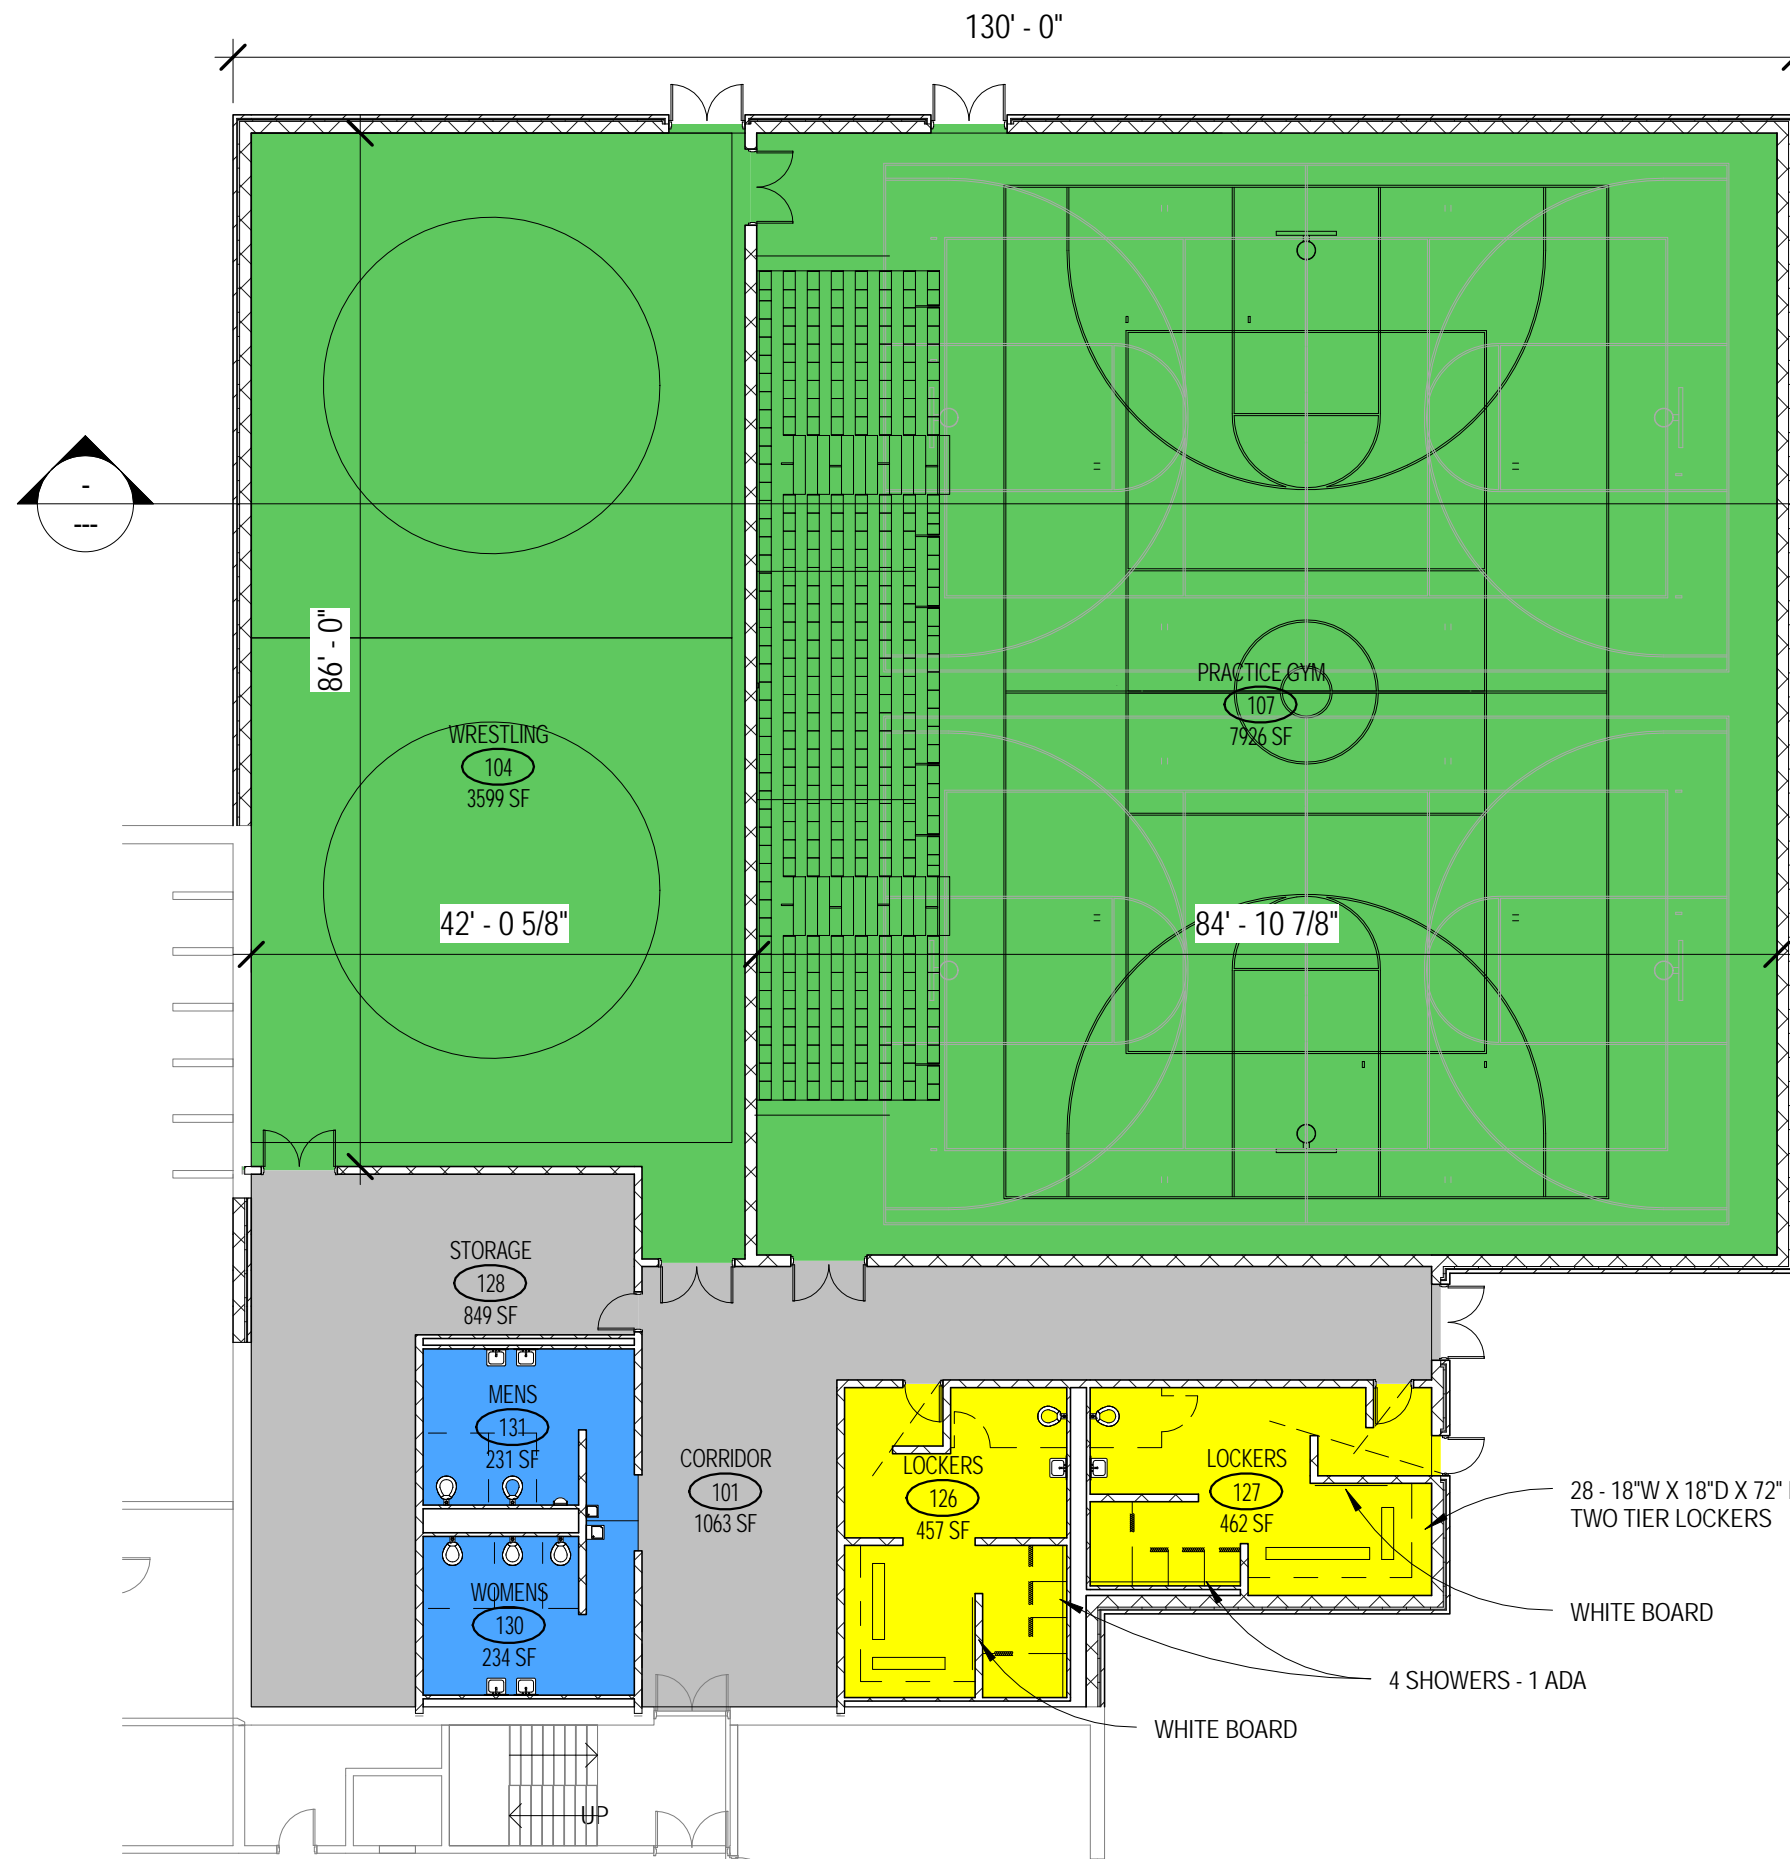 130' - 0"
-
---
86' - 0"
PRACTICE GYM
107
7926 SF
WRESTLING
104
3599 SF
42' - 0 5/8"
84' - 10 7/8"
STORAGE
128
849 SF
MENS
131
231 SF
CORRIDOR
101
1063 SF
LOCKERS
126
457 SF
LOCKERS
127
462 SF
28 - 18"W X 18"D X 72"
TWO TIER LOCKERS
WOMENS
130
234 SF
WHITE BOARD
4 SHOWERS - 1 ADA
WHITE BOARD
UP